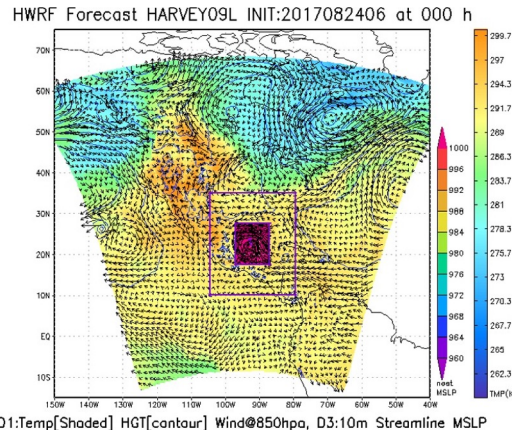 HWRF Forecast HARVEY09L INIT:2017082406 at 000 h
70N
60N
50N
40N
30N
20N
10N
EQ
10S
150W 140W 130W 120W 110W 100W 90W 80W 70W 60W 50W 40W
1000
996
992
988
984
980
976
972
968
964
960
nest
MSLP
299.7
297
294.3
291.7
289
286.3
283.7
281
278.3
275.7
273
270.3
267.7
265
262.3
TMP(K
D1:Temp[Shaded] HGT[contour] Wind@850hpa, D3:10m Streamline MSLP